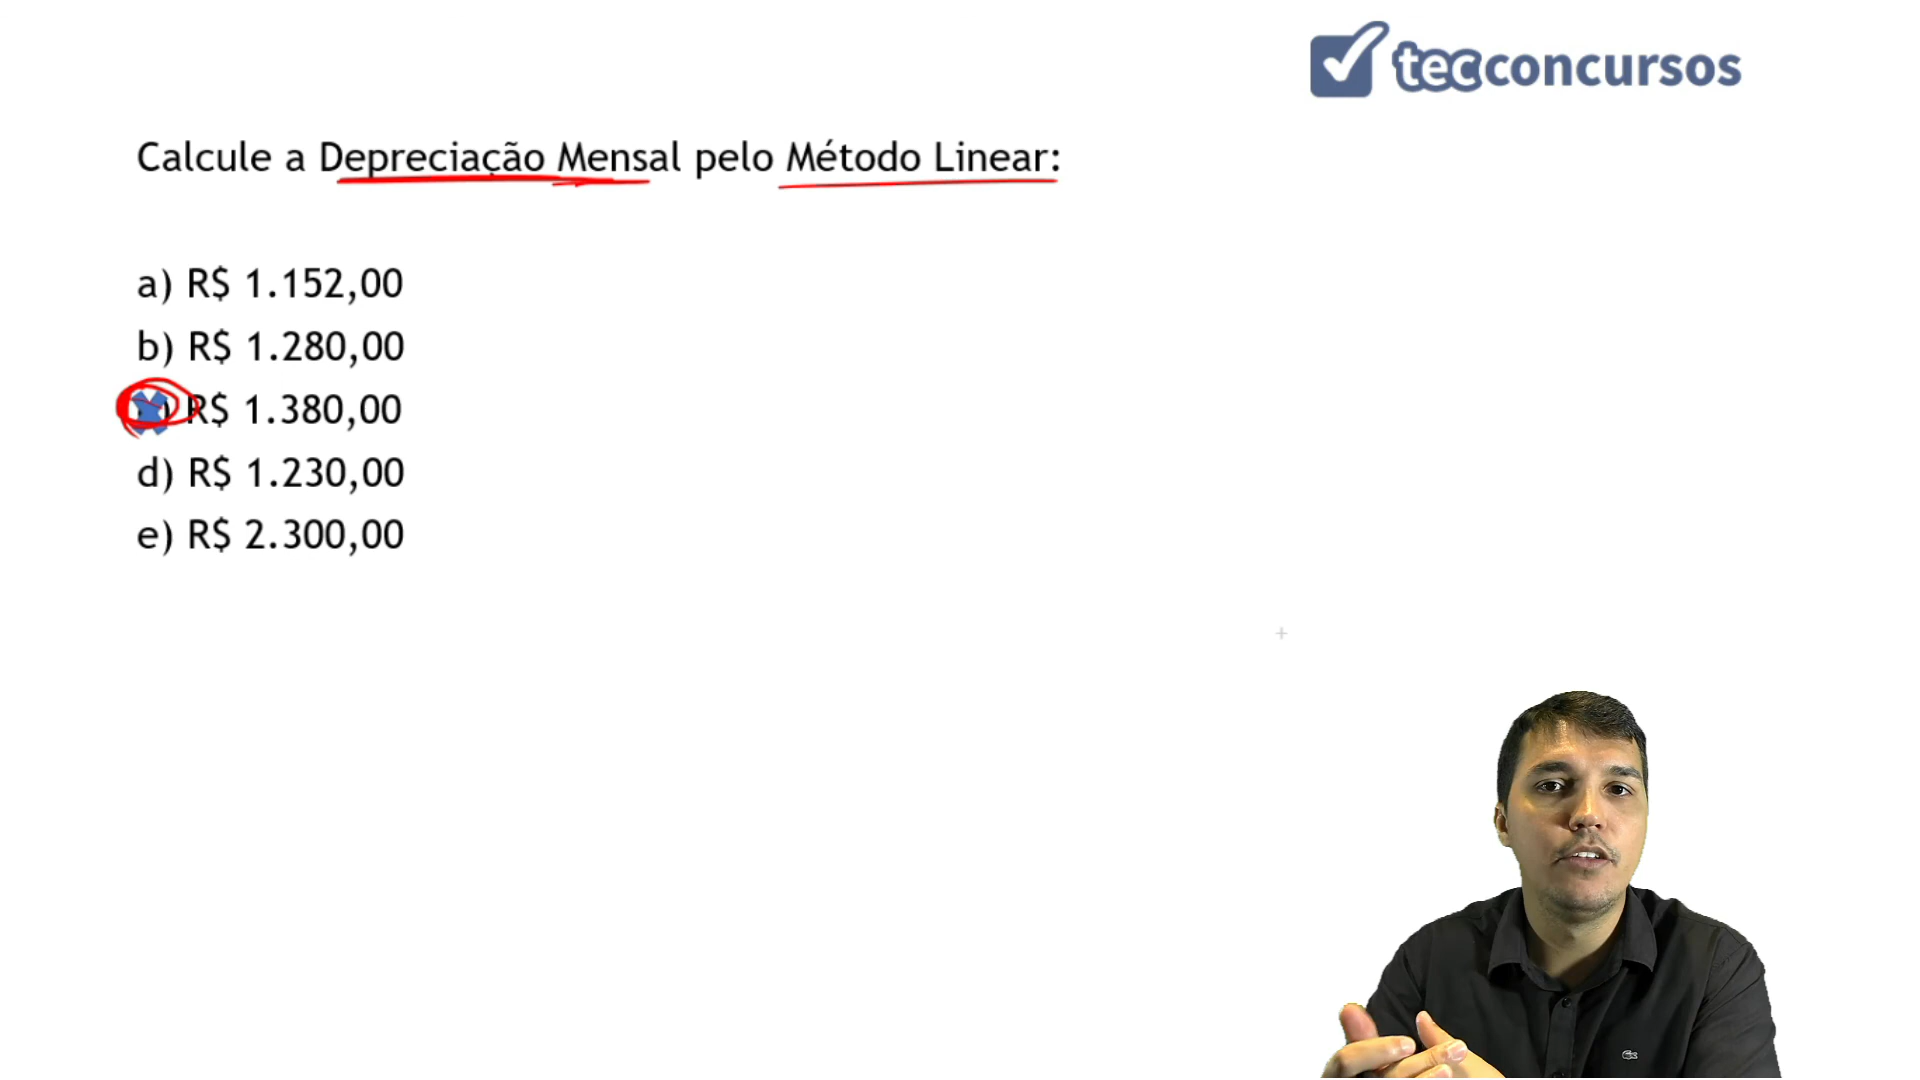 tecconcursos
Calcule a Depreciação Mensal pelo Método Linear:
a) R$ 1.152,00
b) R$ 1.280,00
) R$ 1.380,00
d) R$ 1.230,00
e) R$ 2.300,00